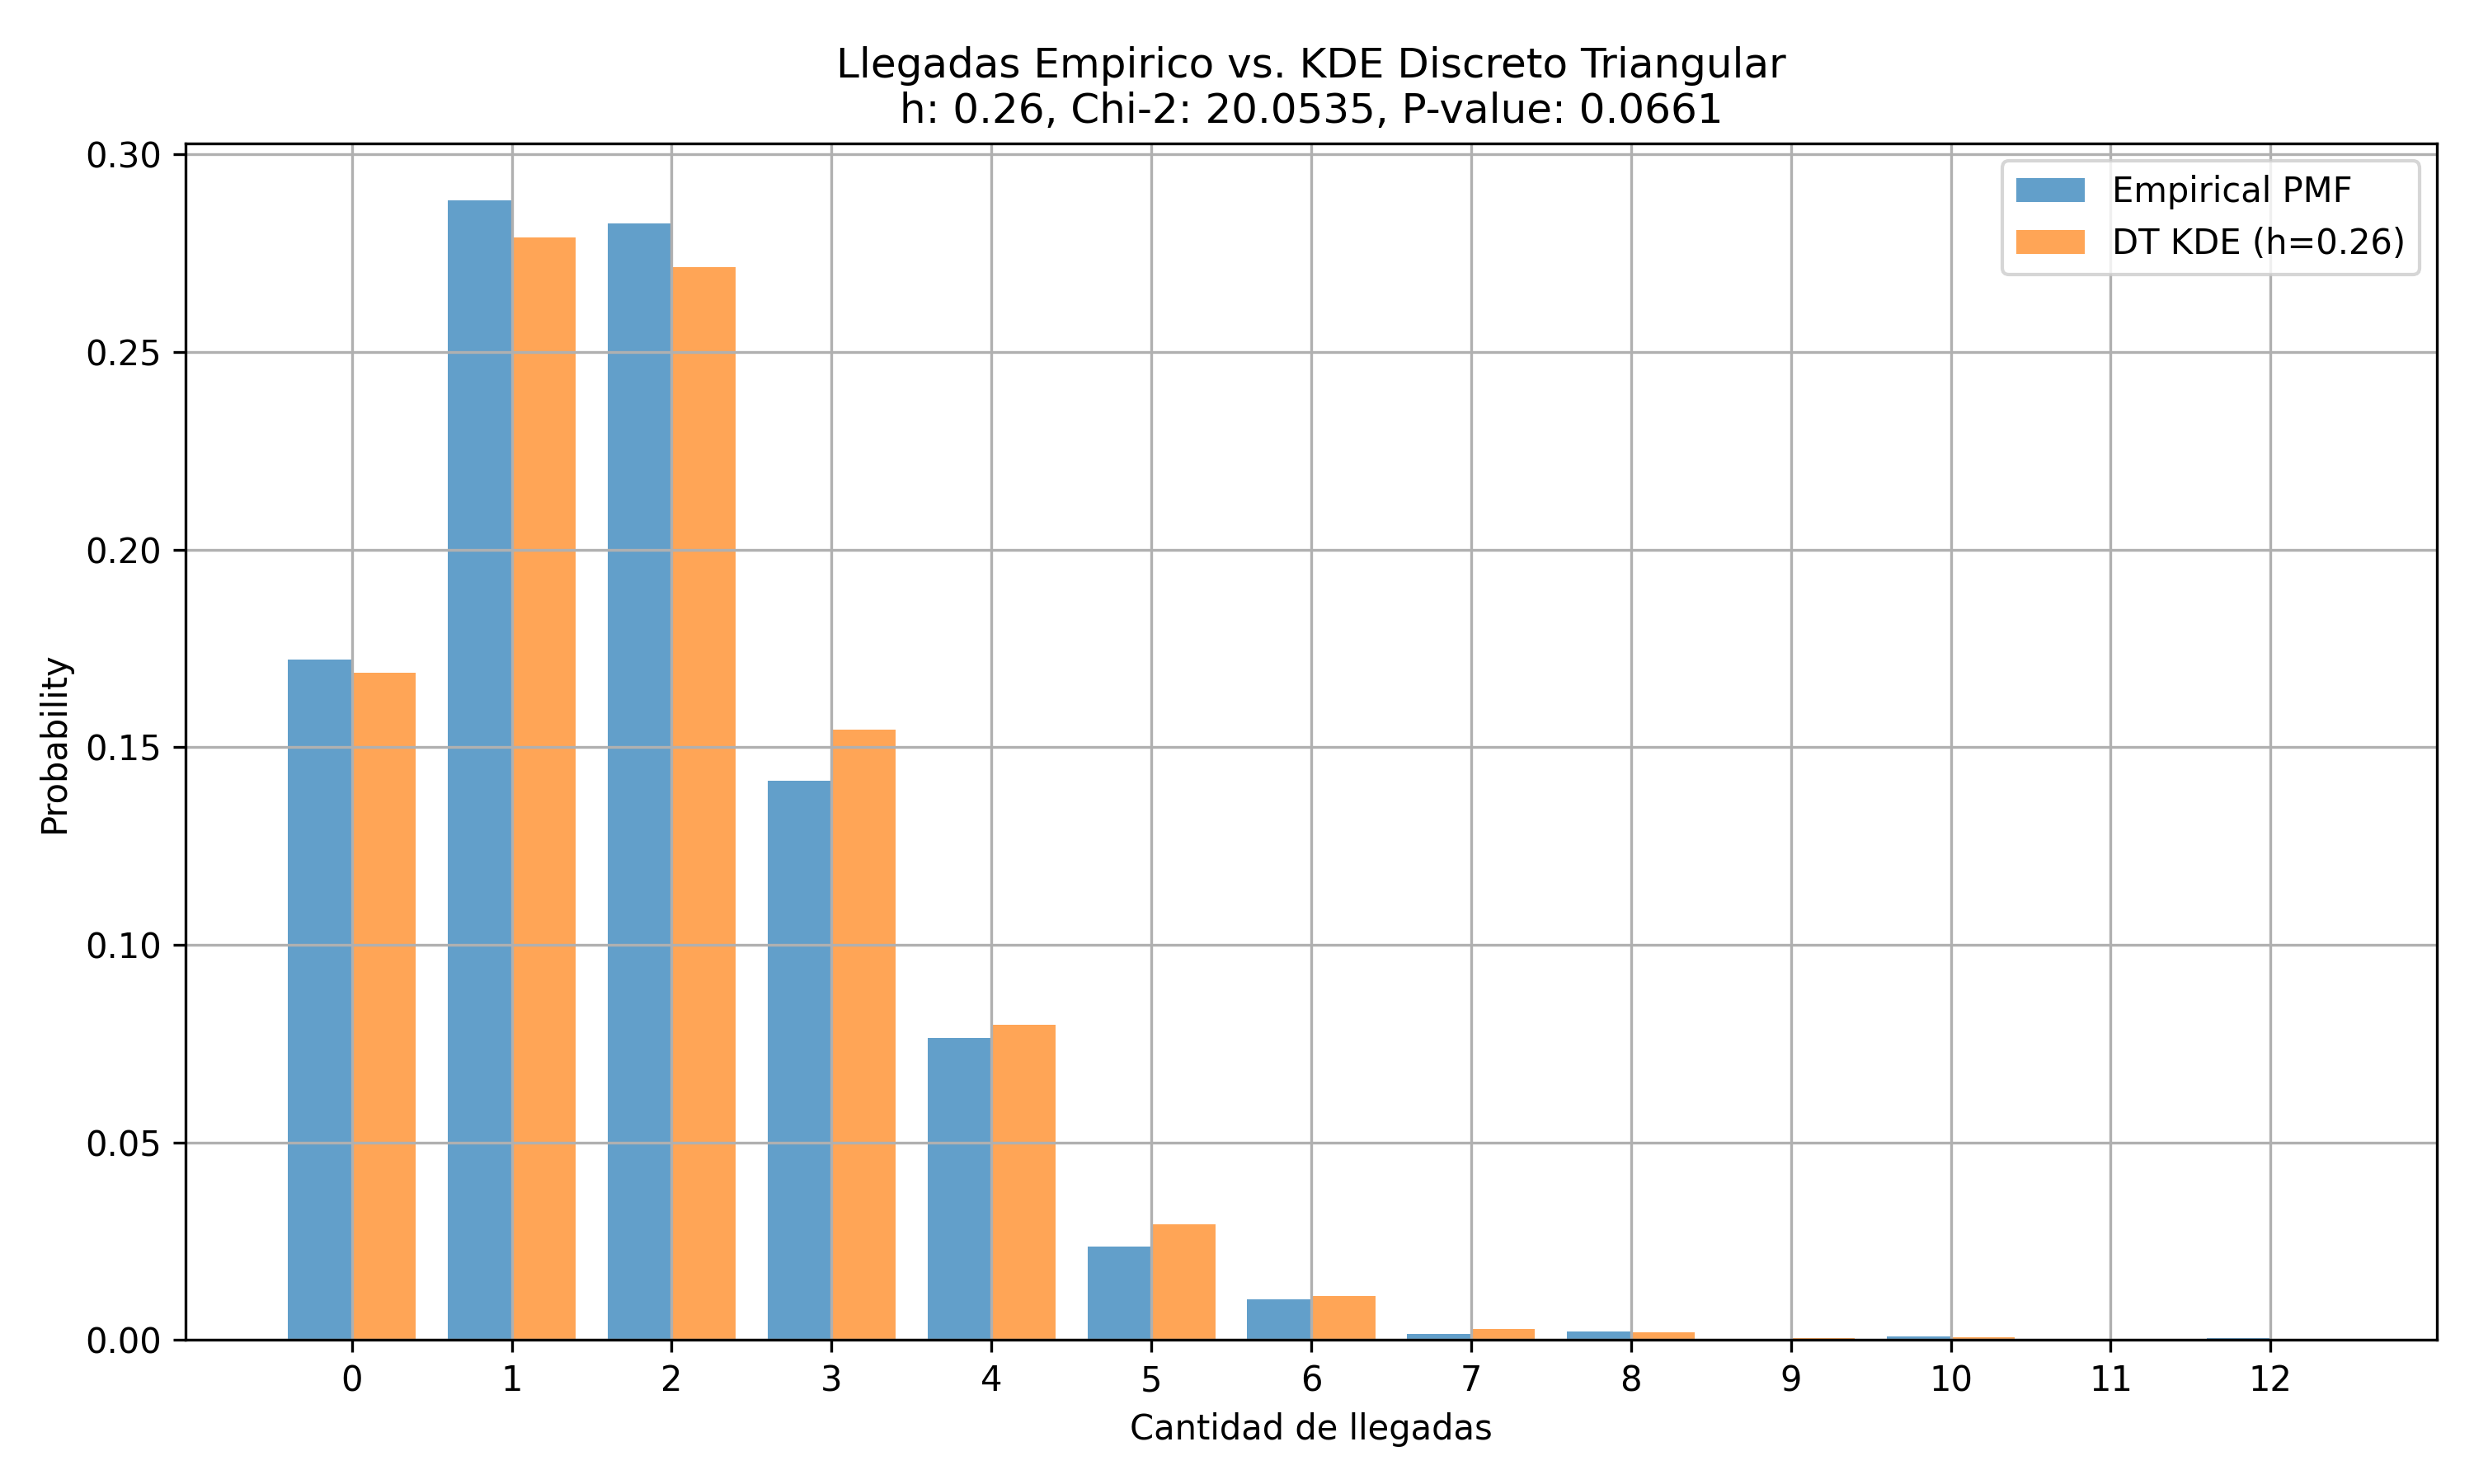 Llegadas Empirico vs. KDE Discreto Triangular
h: 0.26, Chi-2: 20.0535, P-value: 0.0661
Empirical PMF
DT KDE (h=0.26)
Probability
0.30
0.25
0.20
0.15
0.10
0.05
0.00
0 1 2 3 4 5 6 7 8 9 10 11 12
Cantidad de llegadas